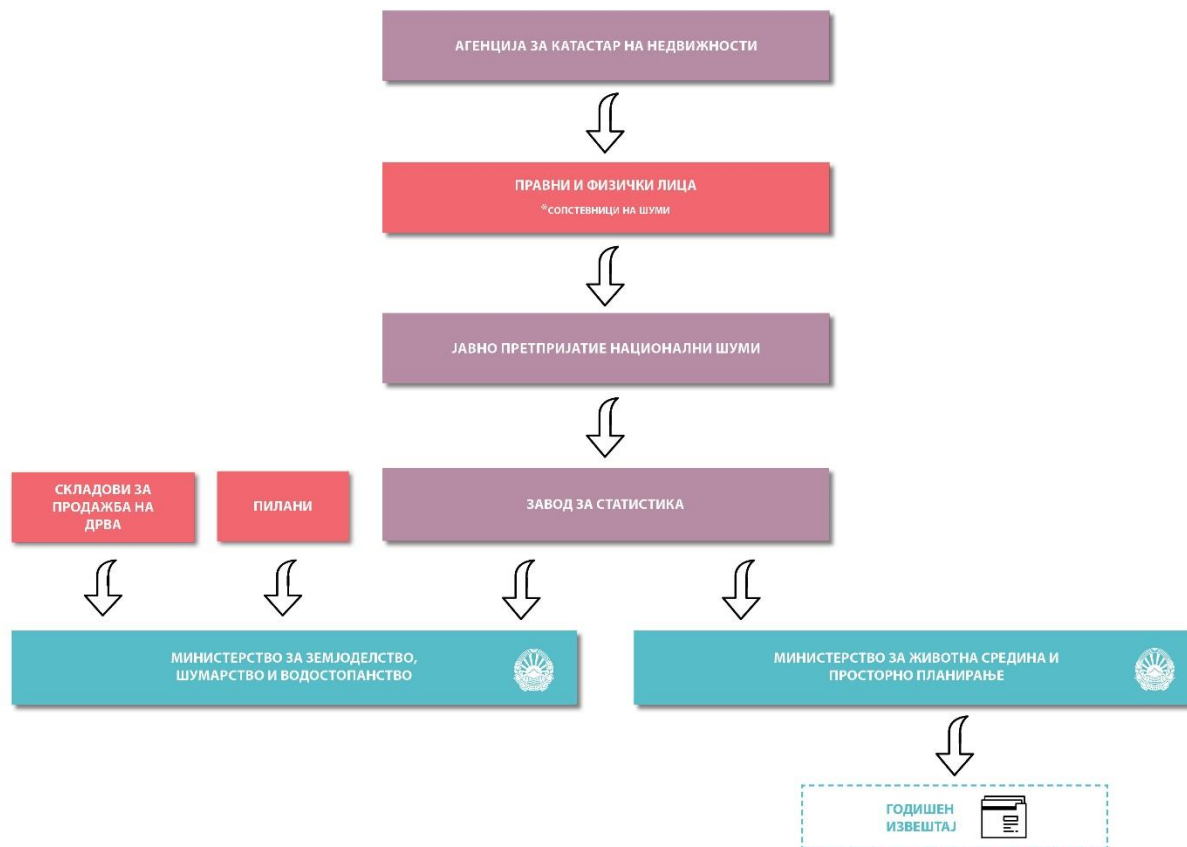 АГЕНЦИЈА ЗА КАТАСТАР НА НЕДВИЖНОСТИ
ПРАВНИ И ФИЗИЧКИ ЛИЦА
*СОПСТЕВНИЦИ НА ШУМИ
ЈАВНО ПРЕТПРИЈАТИЕ НАЦИОНАЛНИ ШУМИ
СКЛАДОВИ ЗА
ПРОДАЖБА НА
ДРВА
ПИЛАНИ
ЗАВОД ЗА СТАТИСТИКА
МИНИСТЕРСТВО ЗА ЗЕМЈОДЕЛСТВО,
ШУМАРСТВО И ВОДОСТОПАНСТВО
МИНИСТЕРСТВО ЗА ЖИВОТНА СРЕДИНА И
ПРОСТОРНО ПЛАНИРАЊЕ
ГОДИШЕН
ИЗВЕШТАЈ